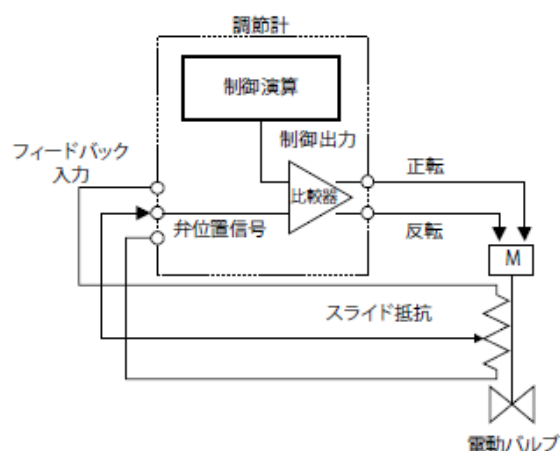 調節計
制御演算
制御出力
フィードバック
入力
正転
比較器
弁位置信号
反転
M
スライド抵抗
電動バルブ